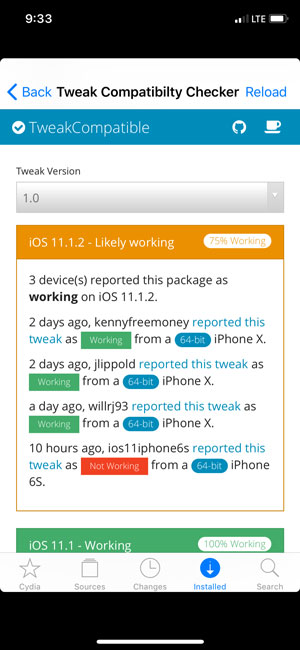 9:33
LTE
Back Tweak Compatibilty Checker Reload
TweakCompatible
Tweak Version
1.0
iOS 11.1.2 - Likely working 75% Working
3 device(s) reported this package as
working on iOS 11.1.2.
2 days ago, kennyfreemoney reported this
tweak as Working from a 64-bit iPhone X.
2 days ago, jlippold reported this tweak as
Working from a 64-bit iPhone X.
a day ago, willrj93 reported this tweak as
Working from a 64-bit iPhone X.
10 hours ago, ios11iphone6s reported this
tweak as Not Working from a 64-bit iPhone
6S.
iOS 11.1 - Working 100% Working
Cydia Sources Changes Installed Search